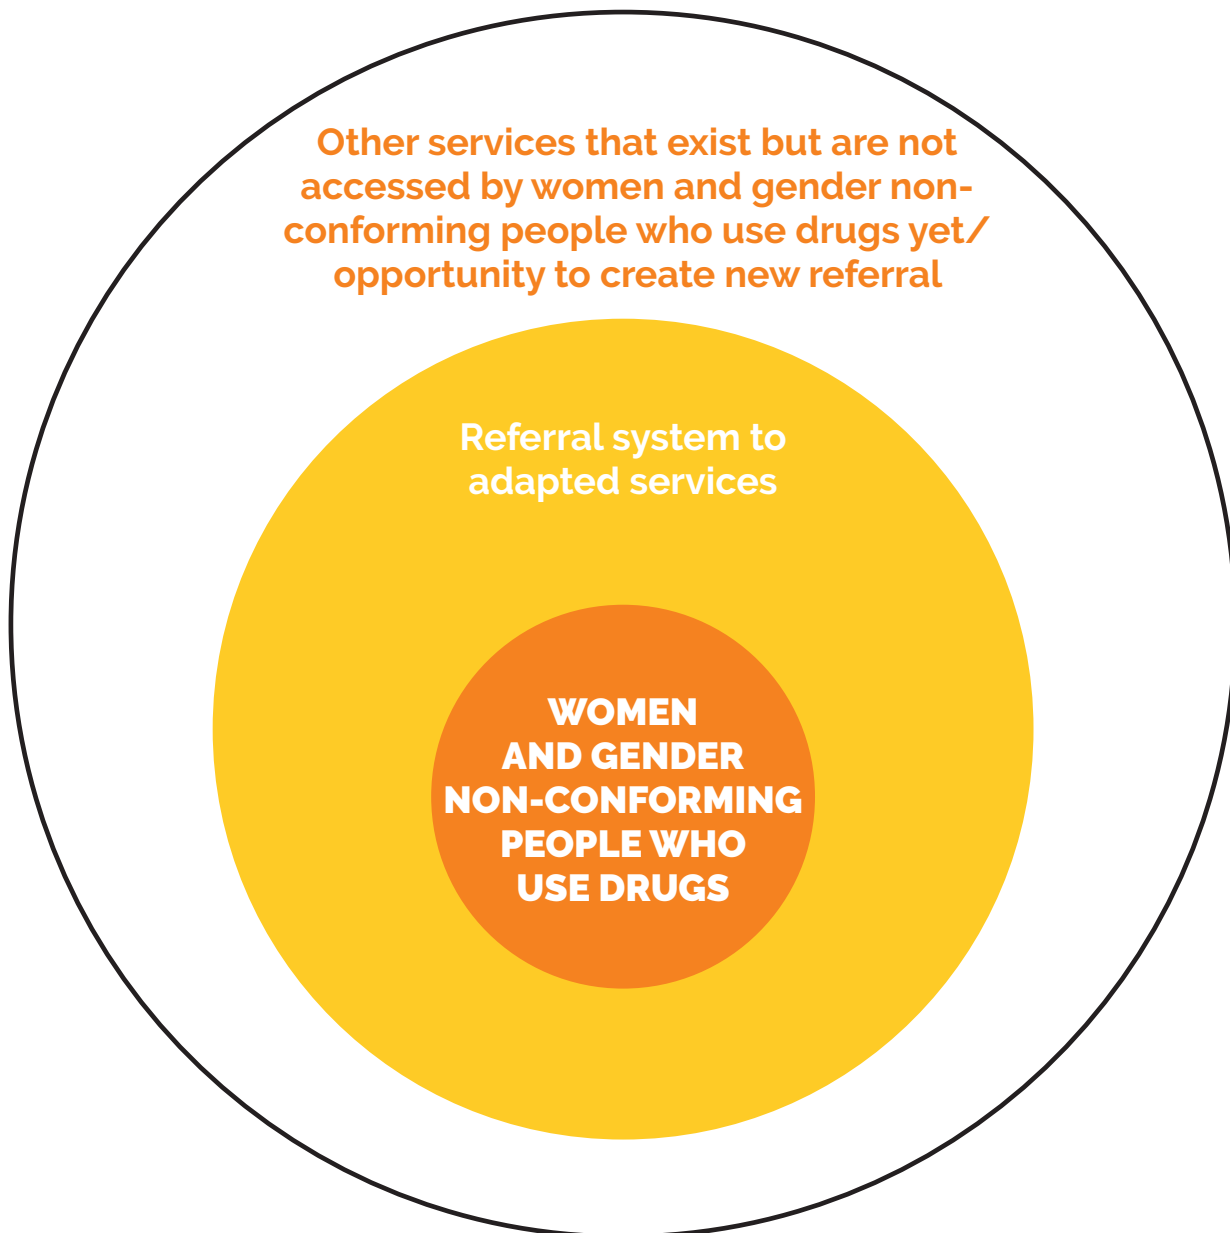 Other services that exist but are not
accessed by women and gender non-
conforming people who use drugs yet/
opportunity to create new referral
Referral system to
adapted services
WOMEN
AND GENDER
NON-CONFORMING
PEOPLE WHO
USE DRUGS